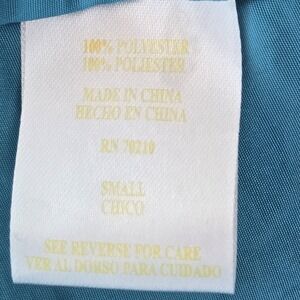 100% POLYESTER
100% POLIESTER
MADE IN CHINA
HECHO EN CHINA
RN 70210
SMALL
CHICO
SEE REVERSE FOR CARE
VER AL DORSO PARA CUIDADO